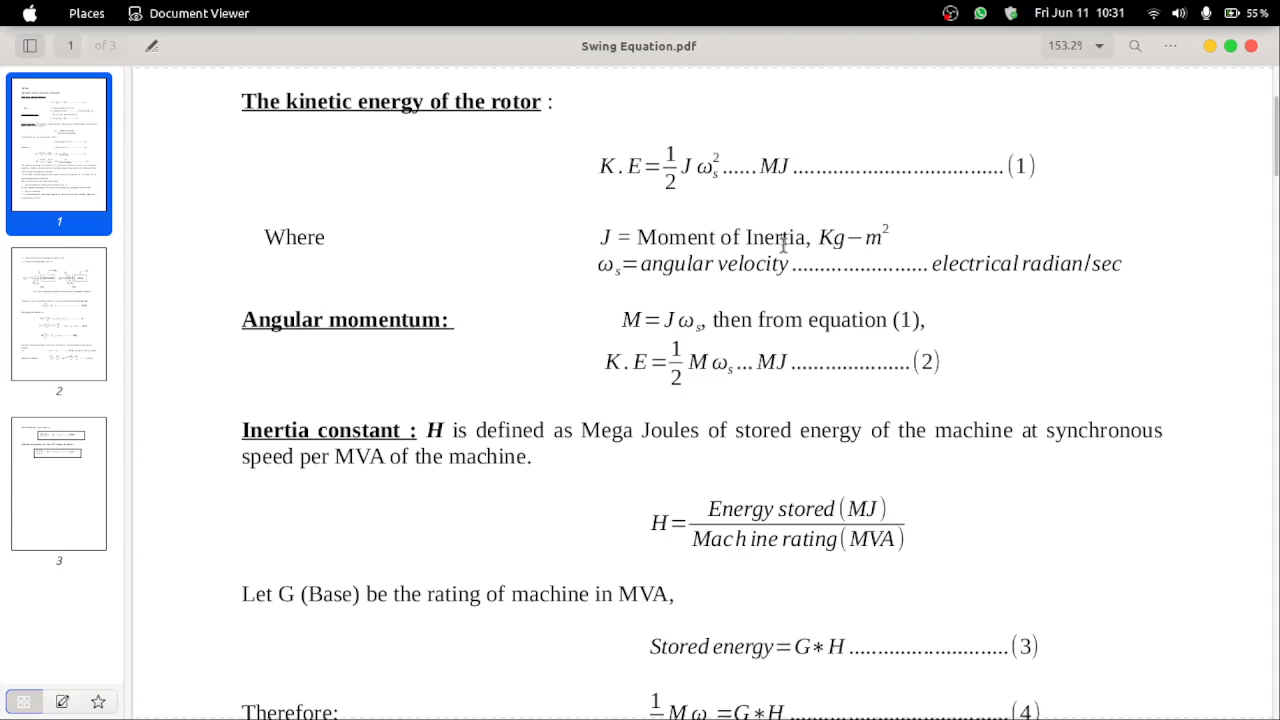 Places Document Viewer Fri Jun 11 10:31 55 %
1 of 3 Swing Equation.pdf 153.2%
The kinetic energy of the rotor :
K . E = 1/2 J ω_s^2 ...... MJ ..................................... (1)
Where J = Moment of Inertia, Kg−m^2
ω_s = angular velocity ........................ electrical radian/sec
Angular momentum: M = J ω_s, then from equation (1),
K . E = 1/2 M ω_s ... MJ ..................... (2)
Inertia constant : H is defined as Mega Joules of stored energy of the machine at synchronous
speed per MVA of the machine.
H = Energy stored (MJ) / Machine rating (MVA)
Let G (Base) be the rating of machine in MVA,
Stored energy = G∗H ............................ (3)
Therefore; 1/2 M ω_s = G∗H ...................................... (4)
1
2
3